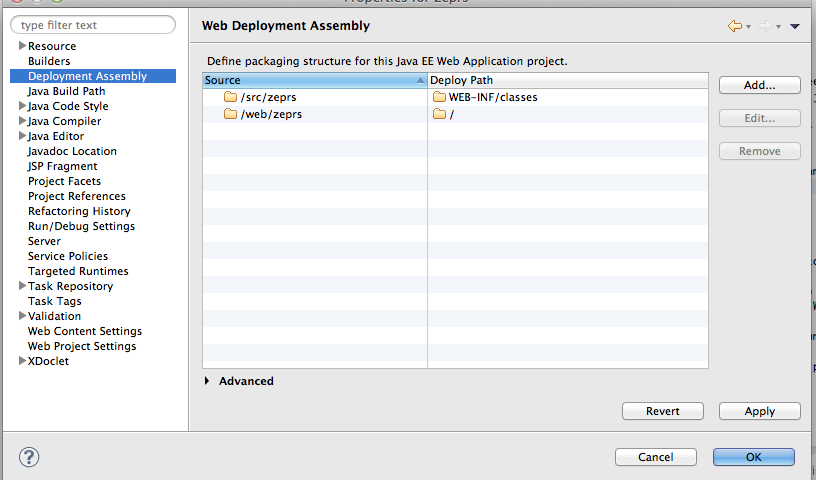 Properties for zeprs
type filter text
Resource
Builders
Deployment Assembly
Java Build Path
Java Code Style
Java Compiler
Java Editor
Javadoc Location
JSP Fragment
Project Facets
Project References
Refactoring History
Run/Debug Settings
Server
Service Policies
Targeted Runtimes
Task Repository
Task Tags
Validation
Web Content Settings
Web Project Settings
XDoclet
Web Deployment Assembly
Define packaging structure for this Java EE Web Application project.
Source Deploy Path
/src/zeprs WEB-INF/classes
/web/zeprs /
Add...
Edit...
Remove
Advanced
Revert Apply
? Cancel OK